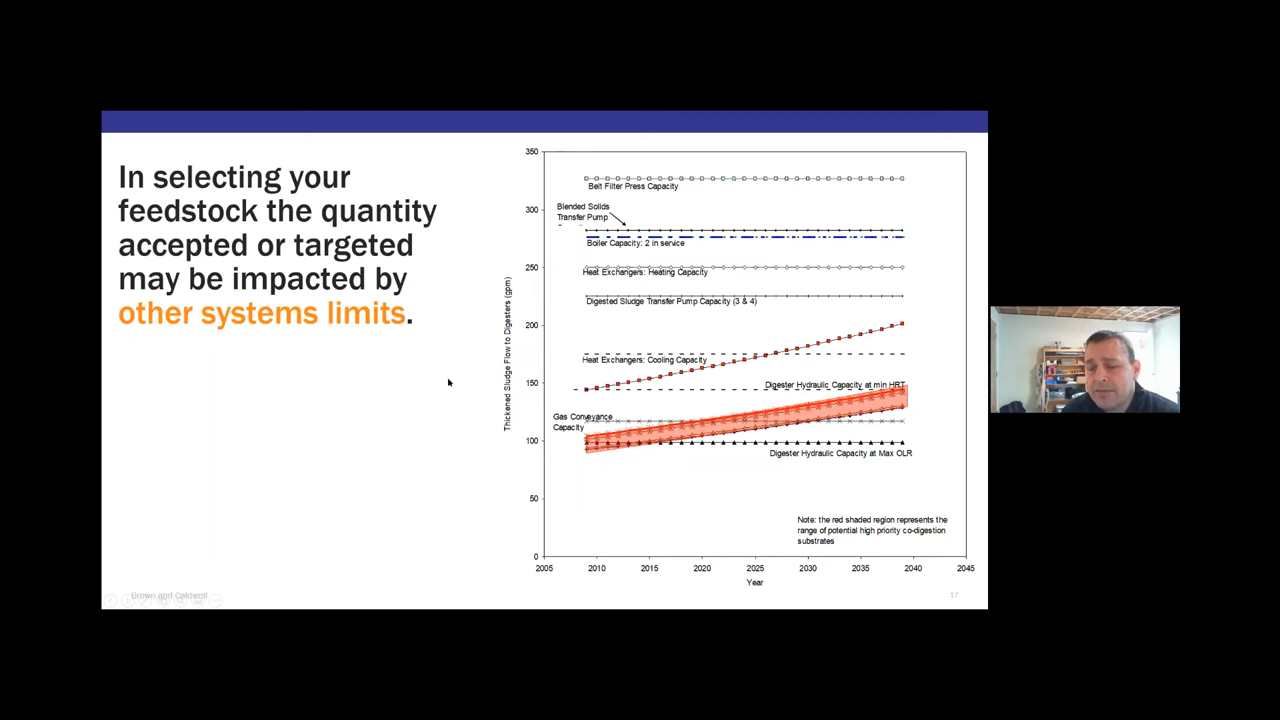 In selecting your
feedstock the quantity
accepted or targeted
may be impacted by
other systems limits.
350
300
250
200
150
100
50
0
Thickened Sludge Flow to Digesters (gpm)
Belt Filter Press Capacity
Blended Solids
Transfer Pump
Boiler Capacity: 2 in service
Heat Exchangers: Heating Capacity
Digested Sludge Transfer Pump Capacity (3 & 4)
Heat Exchangers: Cooling Capacity
Digester Hydraulic Capacity at min HRT
Gas Conveyance
Capacity
Digester Hydraulic Capacity at Max OLR
Note: the red shaded region represents the
range of potential high priority co-digestion
substrates
2005 2010 2015 2020 2025 2030 2035 2040 2045
Year
Brown and Caldwell
17